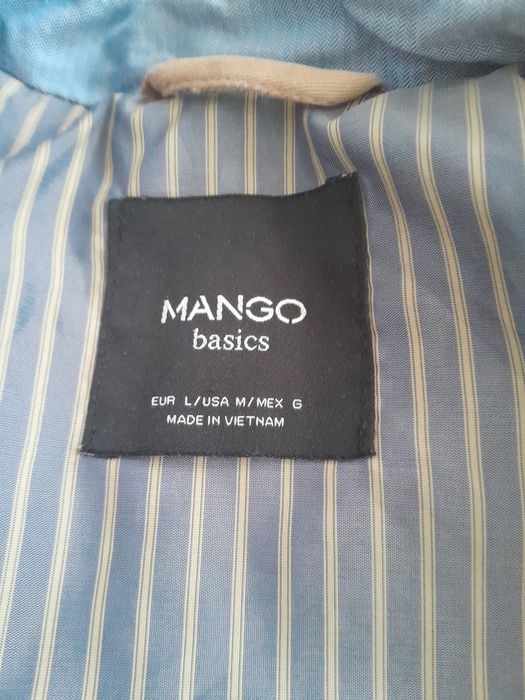 MANGO
basics
EUR L/USA M/MEX G
MADE IN VIETNAM